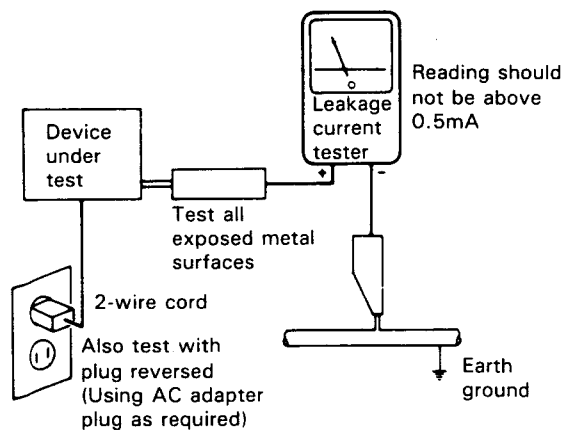 Reading should
not be above
0.5mA
Leakage
current
tester
+ -
Device
under
test
Test all
exposed metal
surfaces
2-wire cord
Also test with
plug reversed
(Using AC adapter
plug as required)
Earth
ground